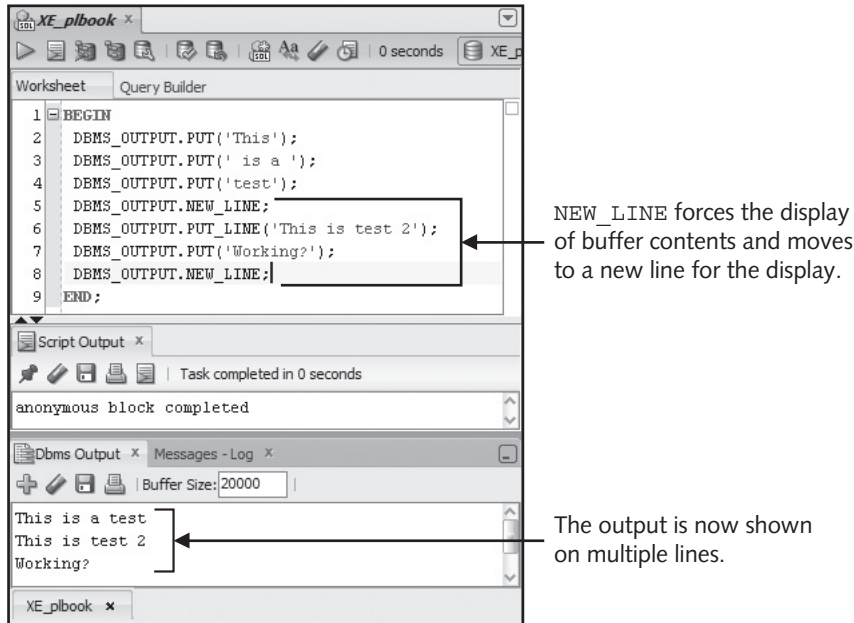 XE_plbook
0 seconds XE_p
Worksheet Query Builder
1 BEGIN
2 DBMS_OUTPUT.PUT('This');
3 DBMS_OUTPUT.PUT(' is a ');
4 DBMS_OUTPUT.PUT('test');
5 DBMS_OUTPUT.NEW_LINE;
6 DBMS_OUTPUT.PUT_LINE('This is test 2');
7 DBMS_OUTPUT.PUT('Working?');
8 DBMS_OUTPUT.NEW_LINE;
9 END;
NEW_LINE forces the display
of buffer contents and moves
to a new line for the display.
Script Output
Task completed in 0 seconds
anonymous block completed
Dbms Output Messages - Log
Buffer Size: 20000
This is a test
This is test 2
Working?
The output is now shown
on multiple lines.
XE_plbook